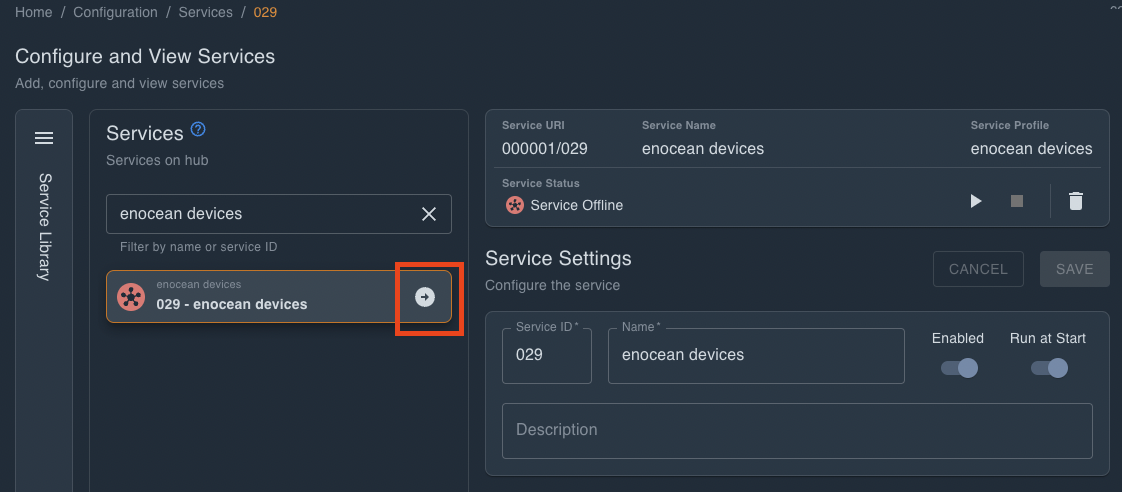 Home / Configuration / Services / 029
Configure and View Services
Add, configure and view services
Service Library
Services
Services on hub
enocean devices
Filter by name or service ID
enocean devices
029 - enocean devices
Service URI
000001/029
Service Name
enocean devices
Service Profile
enocean devices
Service Status
Service Offline
Service Settings
Configure the service
CANCEL
SAVE
Service ID *
029
Name *
enocean devices
Enabled
Run at Start
Description